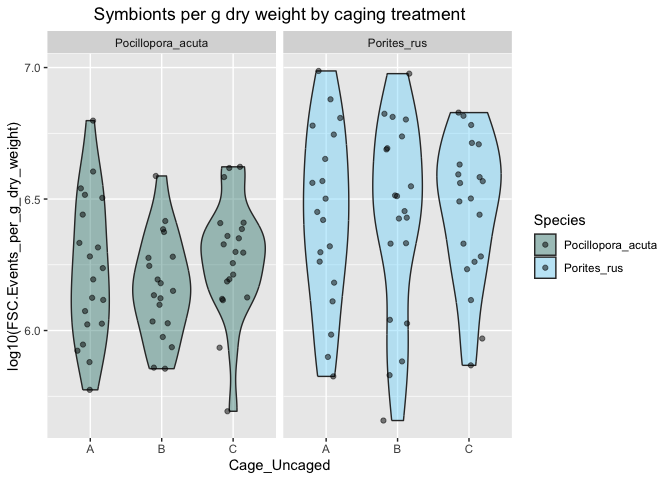 Symbionts per g dry weight by caging treatment
Pocillopora_acuta
Porites_rus
7.0
6.5
6.0
log10(FSC.Events_per_g_dry_weight)
A
B
C
A
B
C
Cage_Uncaged
Species
Pocillopora_acuta
Porites_rus